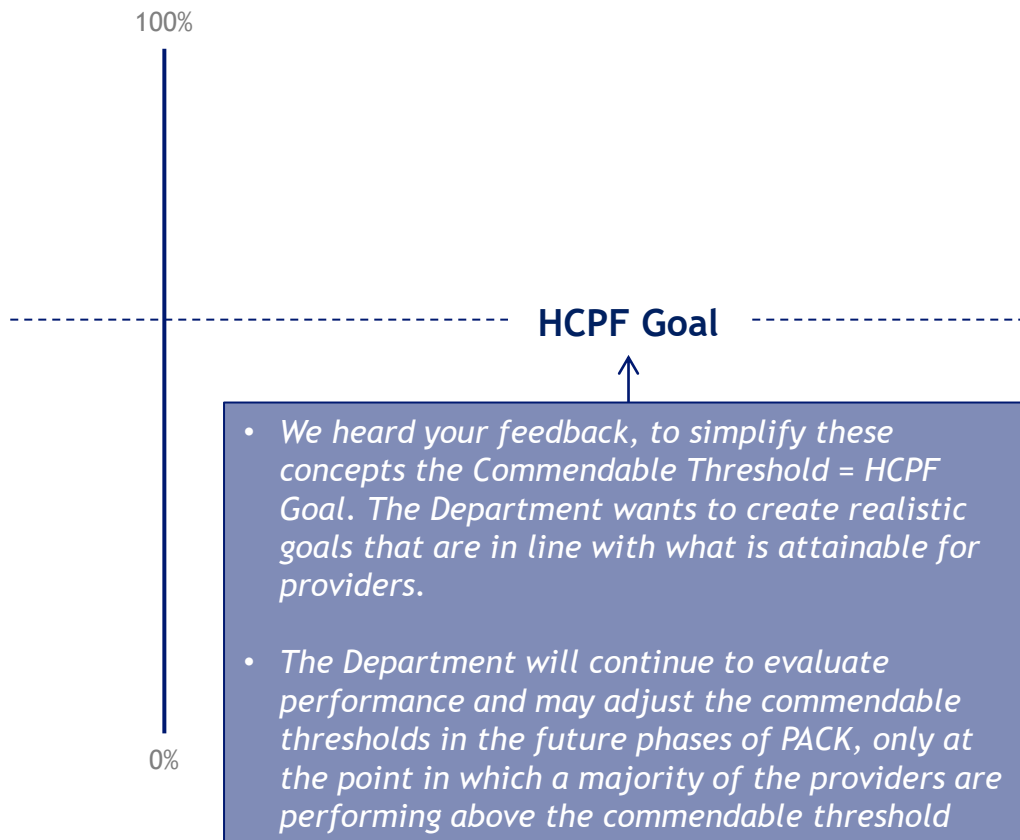 100%
HCPF Goal
• We heard your feedback, to simplify these
concepts the Commendable Threshold = HCPF
Goal. The Department wants to create realistic
goals that are in line with what is attainable for
providers.
• The Department will continue to evaluate
performance and may adjust the commendable
thresholds in the future phases of PACK, only at
the point in which a majority of the providers are
performing above the commendable threshold
0%